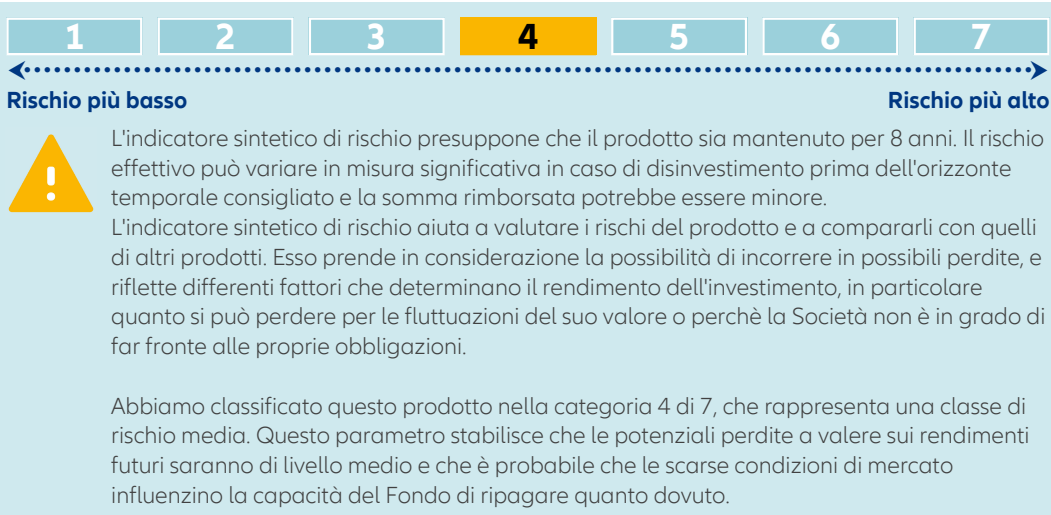 1 2 3 4 5 6 7
Rischio più basso Rischio più alto
L'indicatore sintetico di rischio presuppone che il prodotto sia mantenuto per 8 anni. Il rischio
effettivo può variare in misura significativa in caso di disinvestimento prima dell'orizzonte
temporale consigliato e la somma rimborsata potrebbe essere minore.
L'indicatore sintetico di rischio aiuta a valutare i rischi del prodotto e a compararli con quelli
di altri prodotti. Esso prende in considerazione la possibilità di incorrere in possibili perdite, e
riflette differenti fattori che determinano il rendimento dell'investimento, in particolare
quanto si può perdere per le fluttuazioni del suo valore o perchè la Società non è in grado di
far fronte alle proprie obbligazioni.
Abbiamo classificato questo prodotto nella categoria 4 di 7, che rappresenta una classe di
rischio media. Questo parametro stabilisce che le potenziali perdite a valere sui rendimenti
futuri saranno di livello medio e che è probabile che le scarse condizioni di mercato
influenzino la capacità del Fondo di ripagare quanto dovuto.